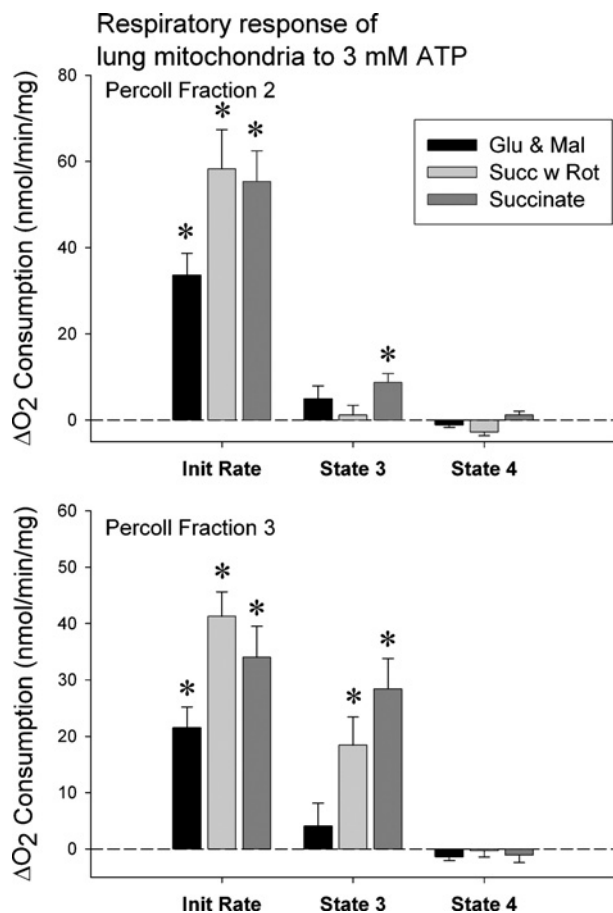 Respiratory response of
lung mitochondria to 3 mM ATP
Percoll Fraction 2
ΔO2 Consumption (nmol/min/mg)
80
60
40
20
0
* * *
*
Glu & Mal
Succ w Rot
Succinate
Init Rate State 3 State 4
Percoll Fraction 3
ΔO2 Consumption (nmol/min/mg)
60
50
40
30
20
10
0
* * *
* *
Init Rate State 3 State 4